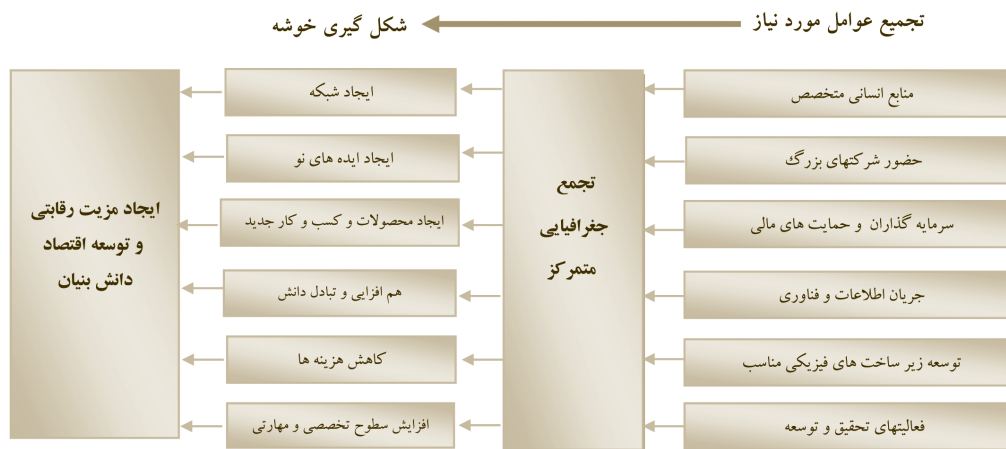 تجمیع عوامل مورد نیاز
شکل گیری خوشه
منابع انسانی متخصص
حضور شرکتهای بزرگ
سرمایه گذاران و حمایت های مالی
جریان اطلاعات و فناوری
توسعه زیر ساخت های فیزیکی مناسب
فعالیتهای تحقیق و توسعه
تجمع
جغرافیایی
متمرکز
ایجاد شبکه
ایجاد ایده های نو
ایجاد محصولات و کسب و کار جدید
هم افزایی و تبادل دانش
کاهش هزینه ها
افزایش سطوح تخصصی و مهارتی
ایجاد مزیت رقابتی
و توسعه اقتصاد
دانش بنیان